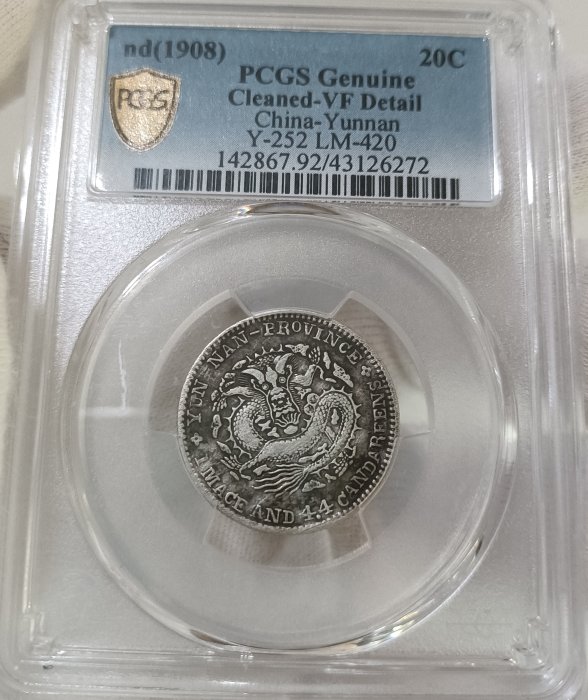 nd(1908) 20C
PCGS Genuine
PCGS
Cleaned-VF Detail
China-Yunnan
Y-252 LM-420
142867.92/43126272
YUN-NAN-PROVINCE
1 MACE AND 4.4 CANDAREENS